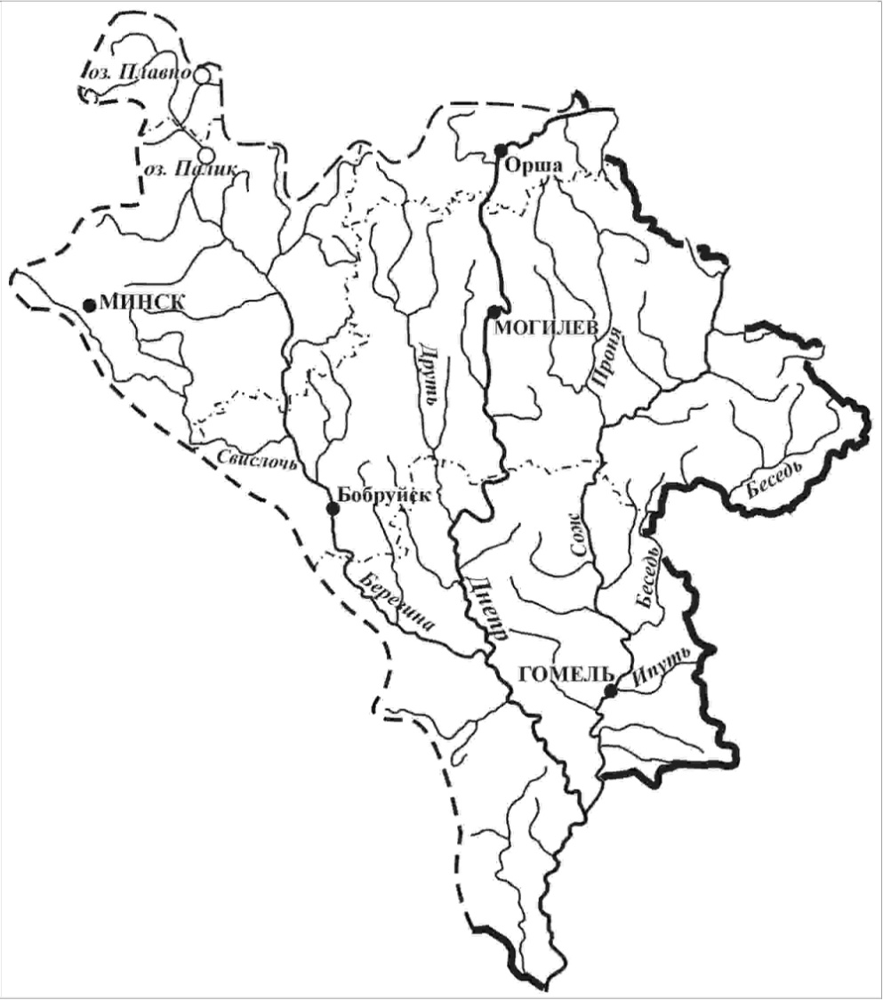 оз. Плавно
оз. Палик
Орша
МИНСК
МОГИЛЕВ
Проня
Друть
Свислочь
Беседь
Бобруйск
Сож
Беседь
Березина
Днепр
ГОМЕЛЬ
Ипуть